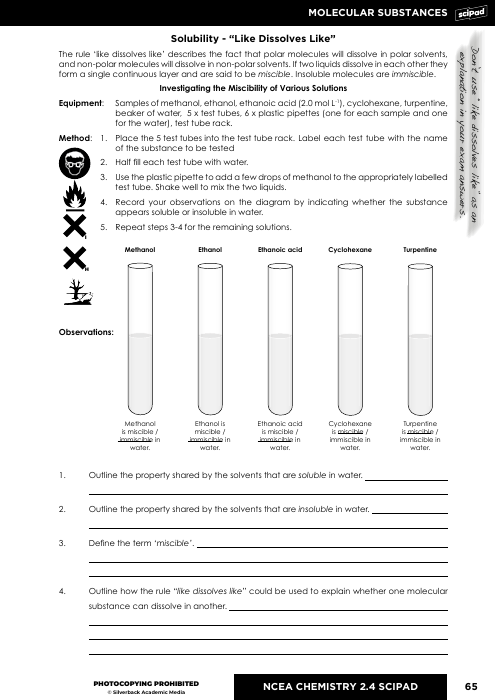 MOLECULAR SUBSTANCES
scipad
Solubility - “Like Dissolves Like”
Don't use "like dissolves like" as an
explanation in your exam answers.
The rule ‘like dissolves like’ describes the fact that polar molecules will dissolve in polar solvents,
and non-polar molecules will dissolve in non-polar solvents. If two liquids dissolve in each other they
form a single continuous layer and are said to be miscible. Insoluble molecules are immiscible.
Investigating the Miscibility of Various Solutions
Equipment: Samples of methanol, ethanol, ethanoic acid (2.0 mol L⁻¹), cyclohexane, turpentine,
beaker of water, 5 x test tubes, 6 x plastic pipettes (one for each sample and one
for the water), test tube rack.
Method: 1. Place the 5 test tubes into the test tube rack. Label each test tube with the name
of the substance to be tested
2. Half fill each test tube with water.
3. Use the plastic pipette to add a few drops of methanol to the appropriately labelled
test tube. Shake well to mix the two liquids.
4. Record your observations on the diagram by indicating whether the substance
appears soluble or insoluble in water.
5. Repeat steps 3-4 for the remaining solutions.
Methanol Ethanol Ethanoic acid Cyclohexane Turpentine
Observations:
Methanol Ethanol is Ethanoic acid Cyclohexane Turpentine
is miscible / miscible / is miscible / is miscible / is miscible /
immiscible in immiscible in immiscible in immiscible in immiscible in
water. water. water. water. water.
1. Outline the property shared by the solvents that are soluble in water.
2. Outline the property shared by the solvents that are insoluble in water.
3. Define the term ‘miscible’.
4. Outline how the rule “like dissolves like” could be used to explain whether one molecular
substance can dissolve in another.
PHOTOCOPYING PROHIBITED
© Silverback Academic Media
NCEA CHEMISTRY 2.4 SCIPAD
65